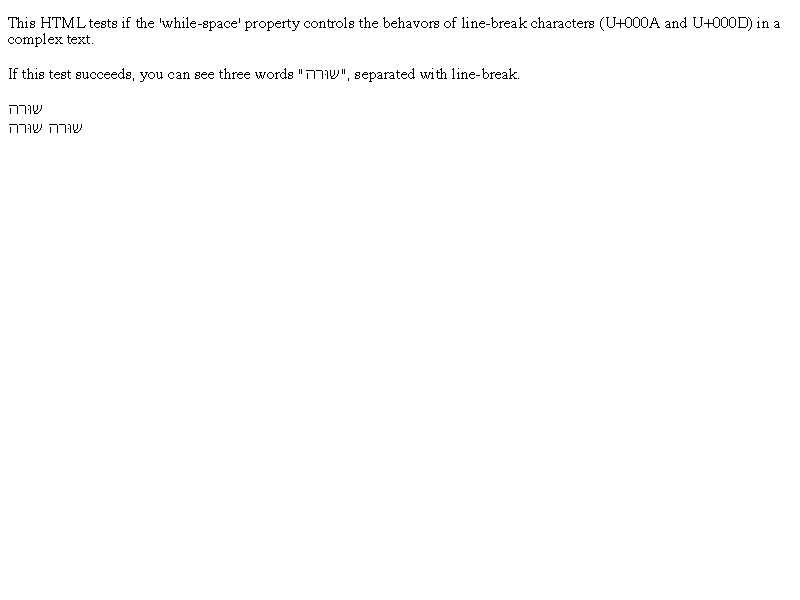 This HTML tests if the 'while-space' property controls the behavors of line-break characters (U+000A and U+000D) in a
complex text.
If this test succeeds, you can see three words "שורה", separated with line-break.
שורה
שורה שורה